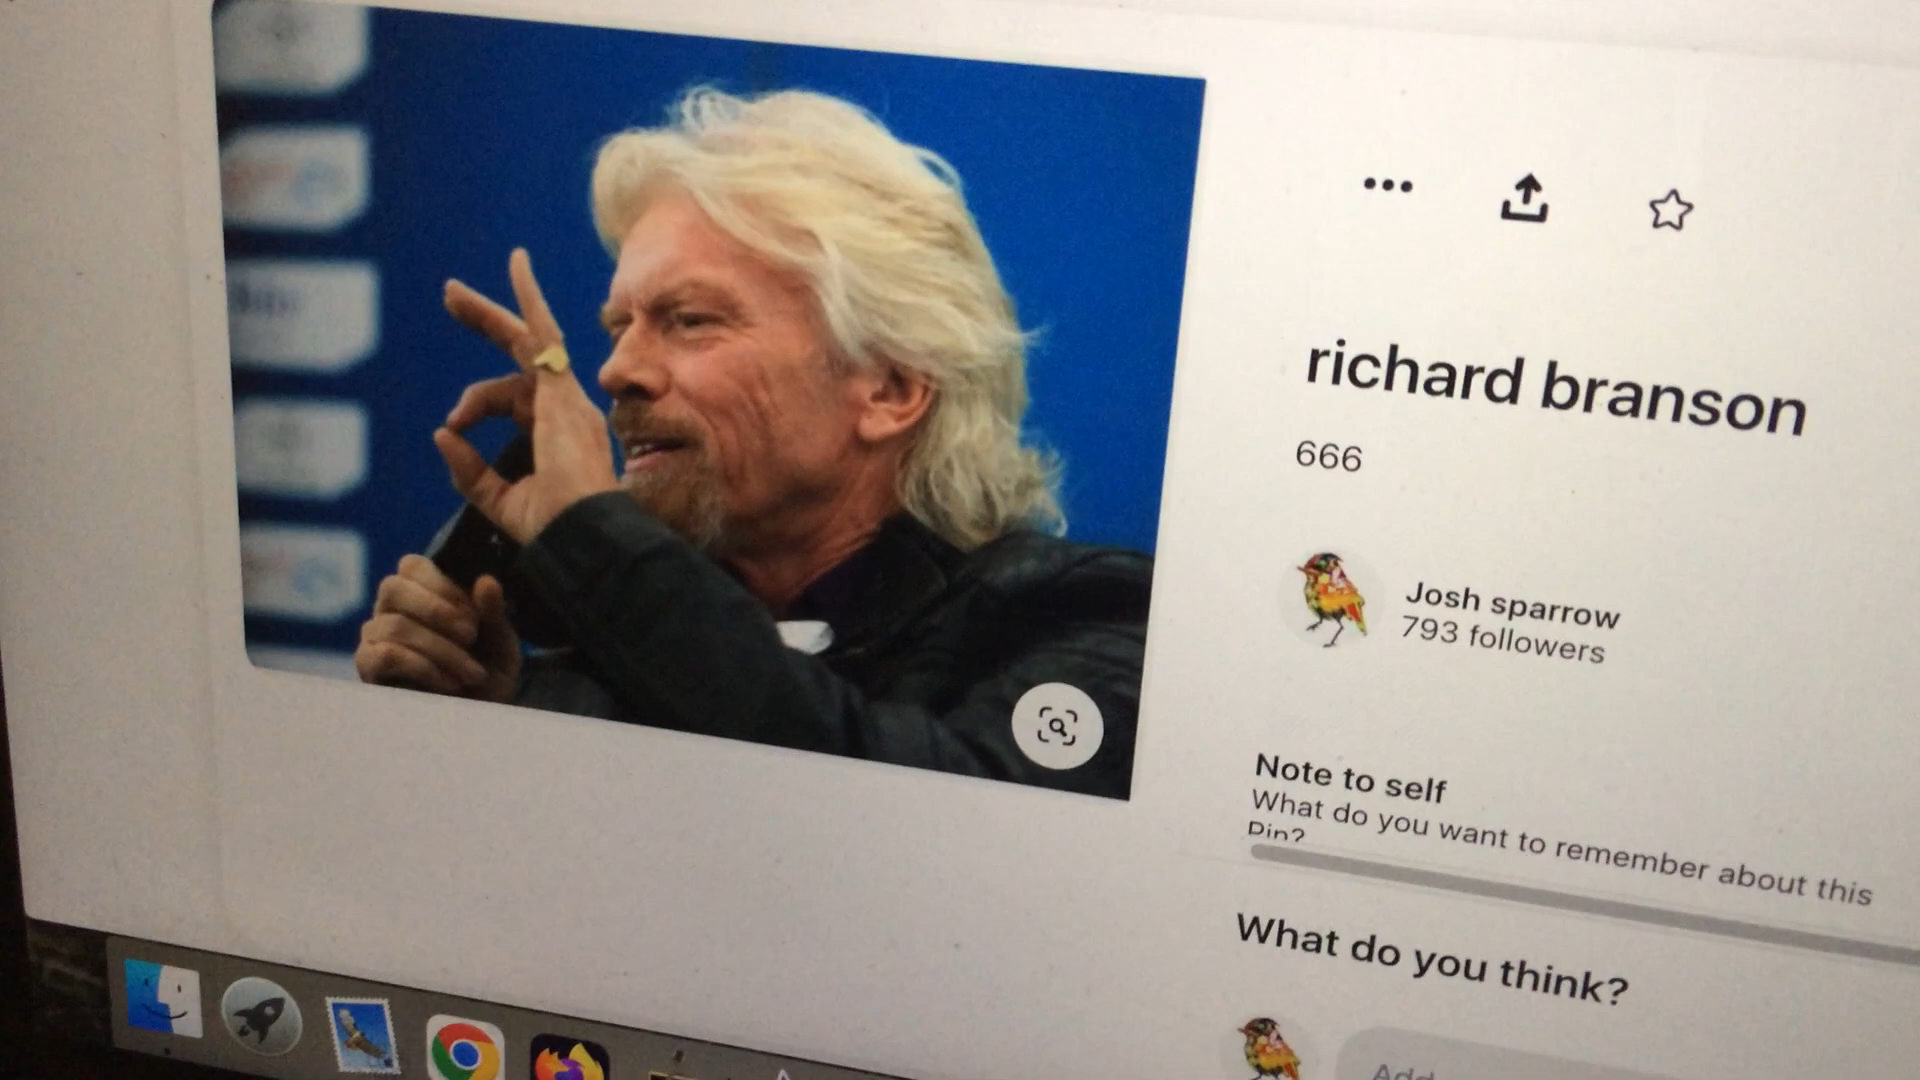 richard branson
666
Josh sparrow
793 followers
Note to self
What do you want to remember about this
Pin?
What do you think?
Add